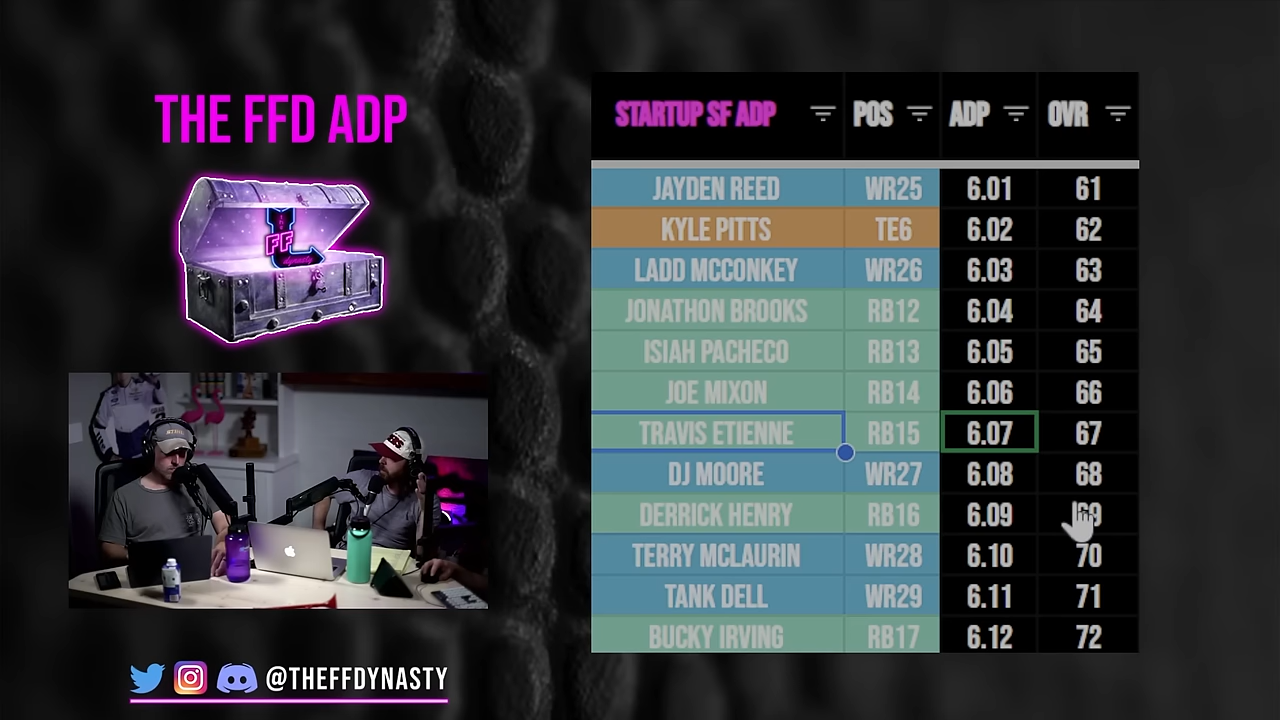 THE FFD ADP
FF
dynasty
@THEFFDYNASTY
STARTUP SF ADP POS ADP OVR
JAYDEN REED WR25 6.01 61
KYLE PITTS TE6 6.02 62
LADD MCCONKEY WR26 6.03 63
JONATHON BROOKS RB12 6.04 64
ISIAH PACHECO RB13 6.05 65
JOE MIXON RB14 6.06 66
TRAVIS ETIENNE RB15 6.07 67
DJ MOORE WR27 6.08 68
DERRICK HENRY RB16 6.09
TERRY MCLAURIN WR28 6.10 70
TANK DELL WR29 6.11 71
BUCKY IRVING RB17 6.12 72